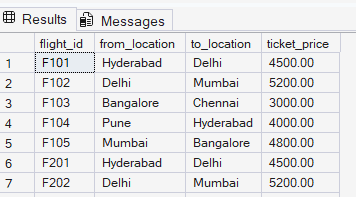 Results Messages
flight_id from_location to_location ticket_price
1 F101 Hyderabad Delhi 4500.00
2 F102 Delhi Mumbai 5200.00
3 F103 Bangalore Chennai 3000.00
4 F104 Pune Hyderabad 4000.00
5 F105 Mumbai Bangalore 4800.00
6 F201 Hyderabad Delhi 4500.00
7 F202 Delhi Mumbai 5200.00